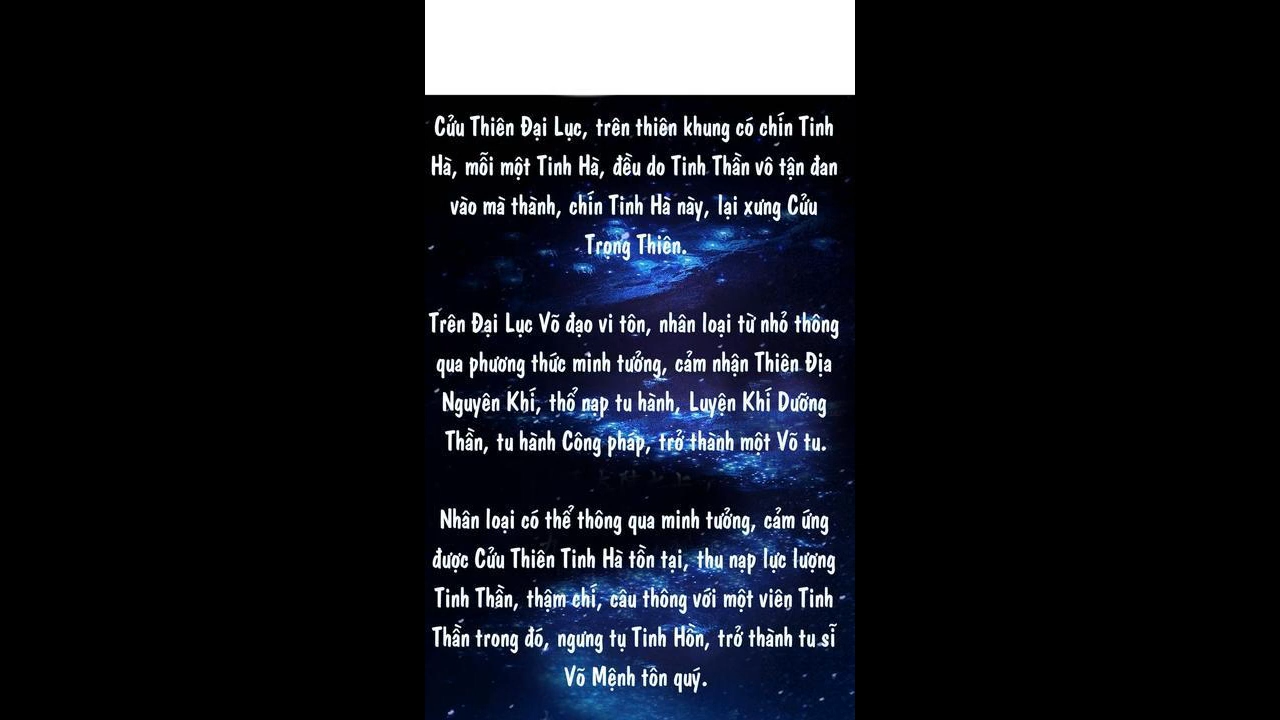 Cửu Thiên Đại Lục, trên thiên khung có chín Tinh
Hà, mỗi một Tinh Hà, đều do Tinh Thần vô tận đan
vào mà thành, chín Tinh Hà này, lại xưng Cửu
Trọng Thiên.
Trên Đại Lục Võ đạo vi tôn, nhân loại từ nhỏ thông
qua phương thức minh tưởng, cảm nhận Thiên Địa
Nguyên Khí, thổ nạp tu hành, Luyện Khí Dưỡng
Thần, tu hành Công pháp, trở thành một Võ tu.
Nhân loại có thể thông qua minh tưởng, cảm ứng
được Cửu Thiên Tinh Hà tồn tại, thu nạp lực lượng
Tinh Thần, thậm chí, câu thông với một viên Tinh
Thần trong đó, ngưng tụ Tinh Hồn, trở thành tu sĩ
Võ Mệnh tôn quý.